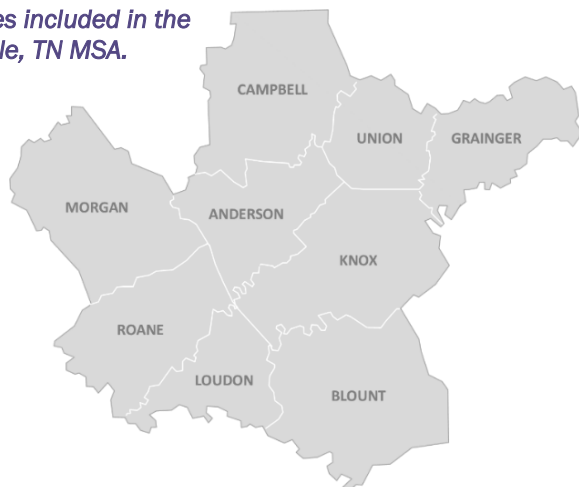 es included in the
le, TN MSA.
CAMPBELL
UNION
GRAINGER
MORGAN
ANDERSON
KNOX
ROANE
LOUDON
BLOUNT